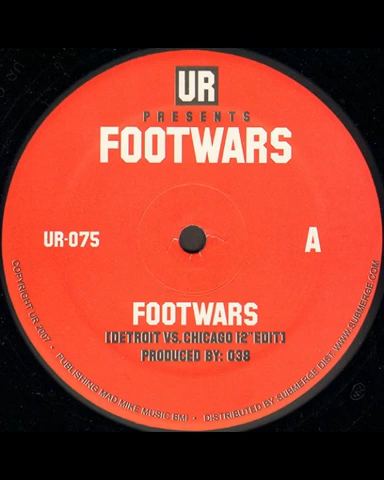 UR
PRESENTS
FOOTWARS
UR-075
A
FOOTWARS
(DETROIT VS. CHICAGO 12" EDIT)
PRODUCED BY: 038
COPYRIGHT UR 2007 • PUBLISHING MAD MIKE MUSIC BMI • DISTRIBUTED BY SUBMERGE DIST. WWW.SUBMERGE.COM